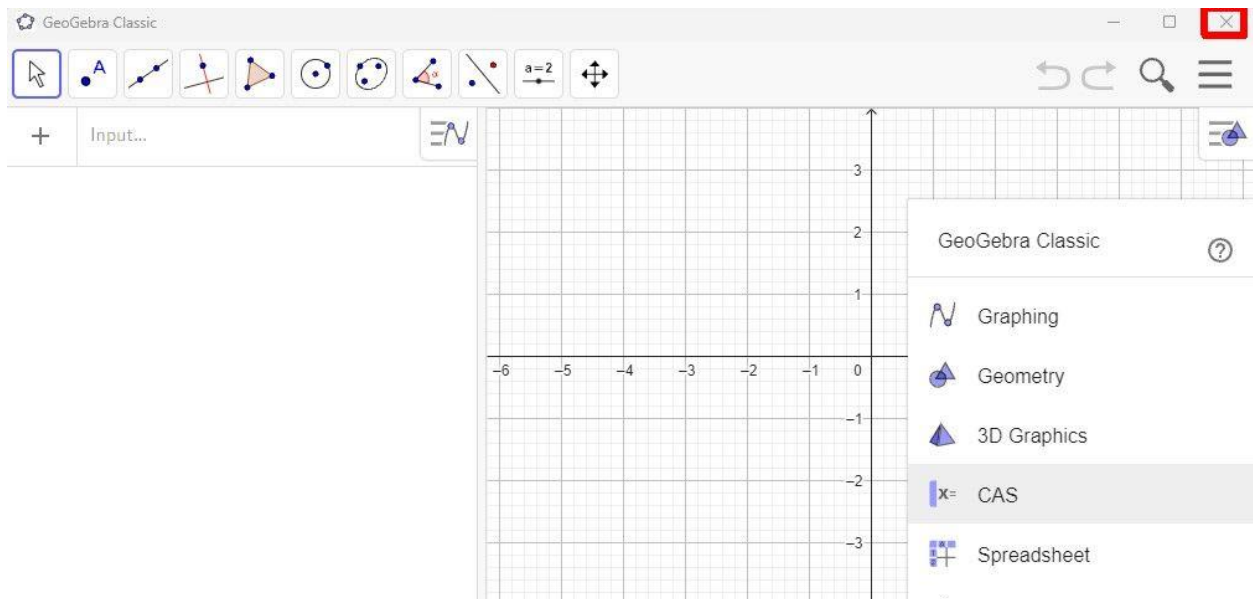 GeoGebra Classic
A
α
a=2
+ Input...
3
2
GeoGebra Classic
?
1
Graphing
–6 –5 –4 –3 –2 –1 0
Geometry
–1
3D Graphics
–2
x= CAS
–3
Spreadsheet